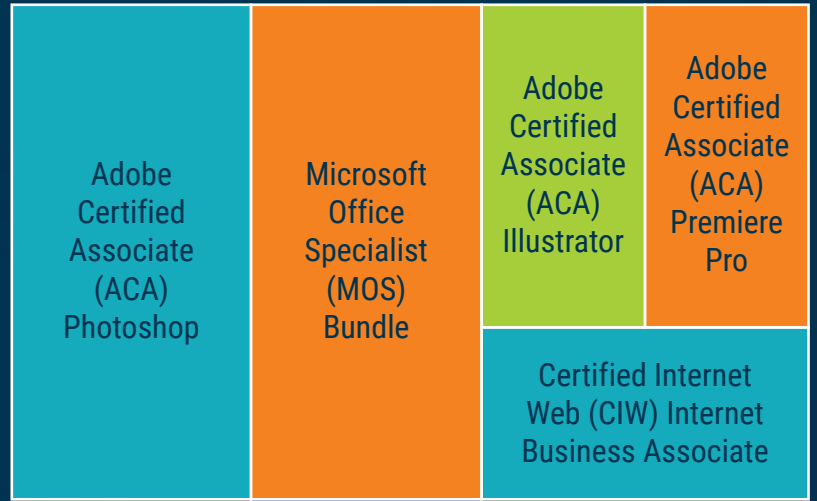 Adobe
Certified
Associate
(ACA)
Photoshop
Microsoft
Office
Specialist
(MOS)
Bundle
Adobe
Certified
Associate
(ACA)
Illustrator
Adobe
Certified
Associate
(ACA)
Premiere
Pro
Certified Internet
Web (CIW) Internet
Business Associate